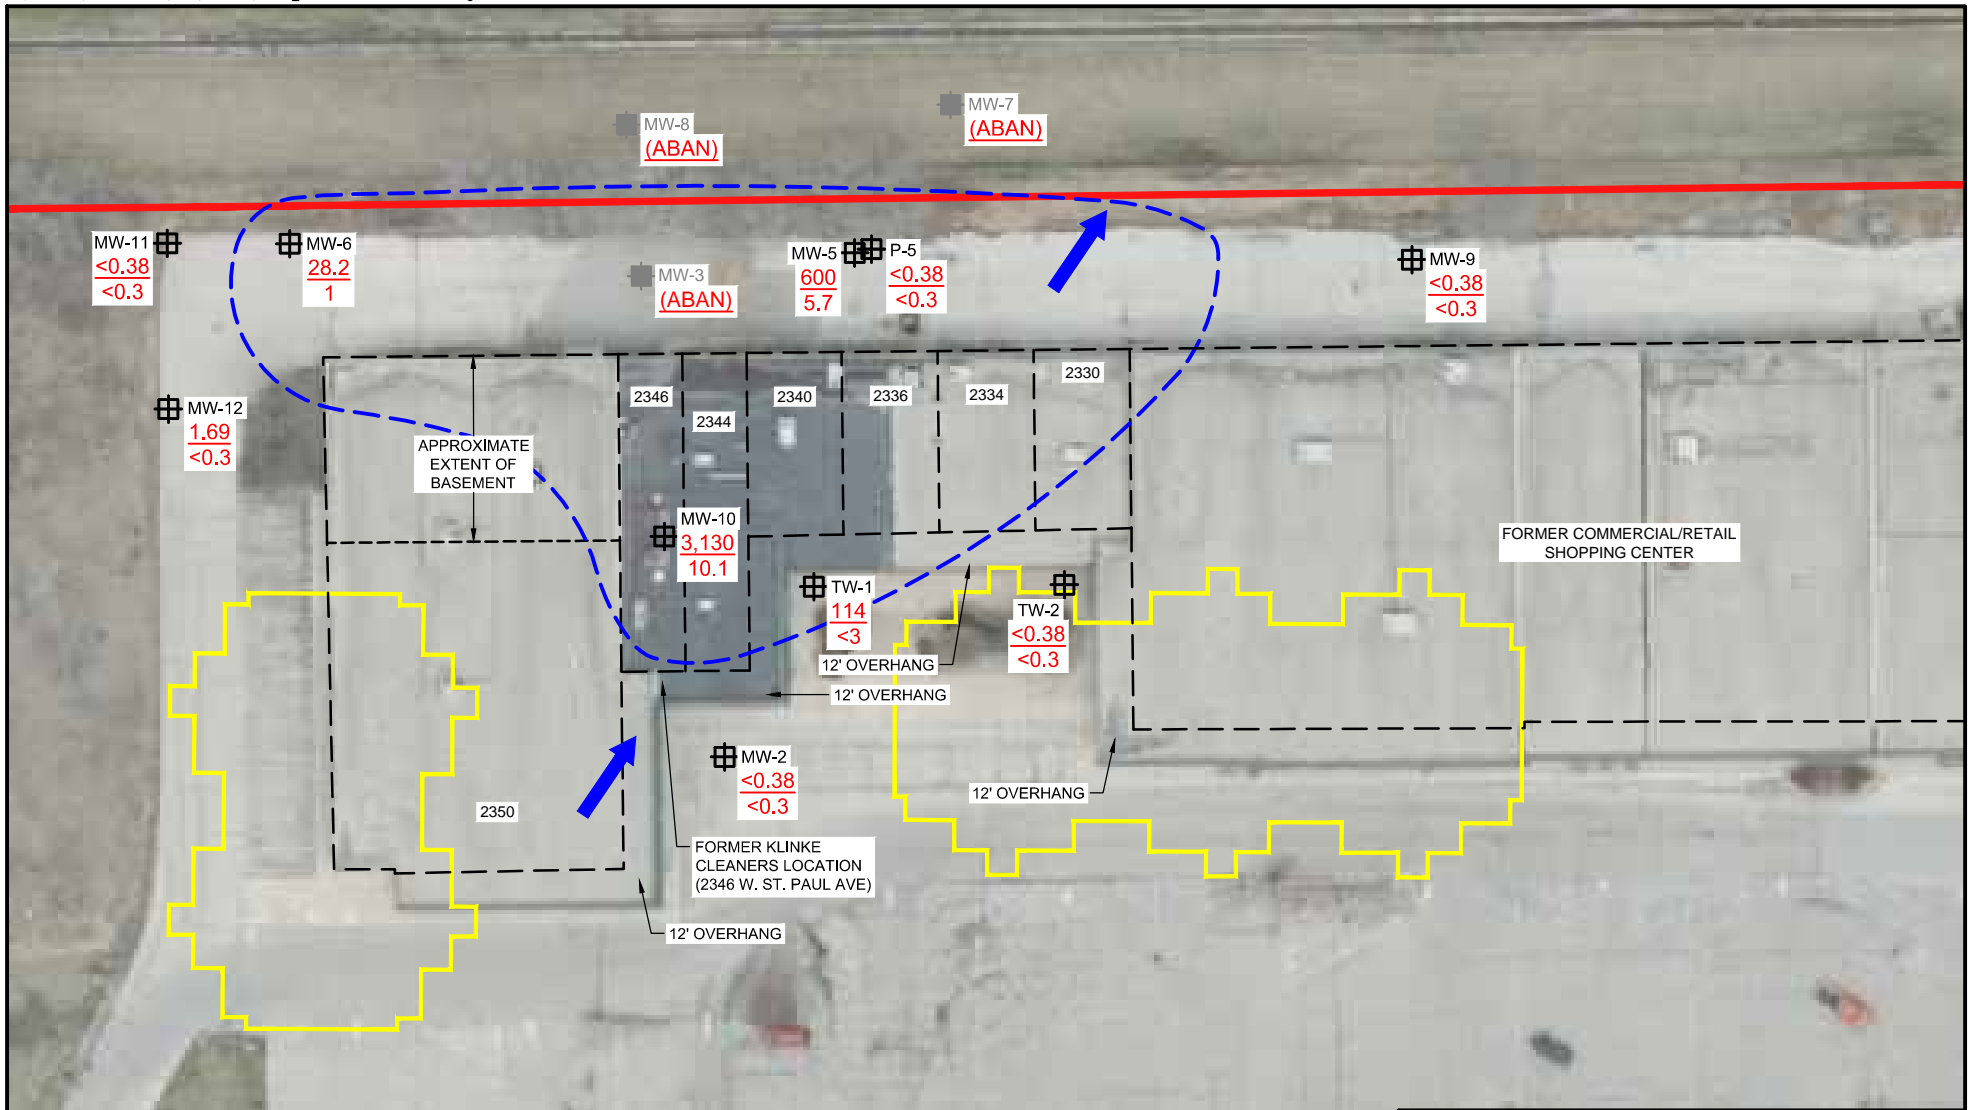 MW-7
(ABAN)
MW-8
(ABAN)
MW-11
<0.38
<0.3
MW-6
28.2
1
MW-3
(ABAN)
MW-5
600
5.7
P-5
<0.38
<0.3
MW-9
<0.38
<0.3
MW-12
1.69
<0.3
APPROXIMATE
EXTENT OF
BASEMENT
2346
2344
2340
2336
2334
2330
MW-10
3,130
10.1
FORMER COMMERCIAL/RETAIL
SHOPPING CENTER
TW-1
114
<3
TW-2
<0.38
<0.3
12' OVERHANG
12' OVERHANG
MW-2
<0.38
<0.3
12' OVERHANG
2350
FORMER KLINKE
CLEANERS LOCATION
(2346 W. ST. PAUL AVE)
12' OVERHANG